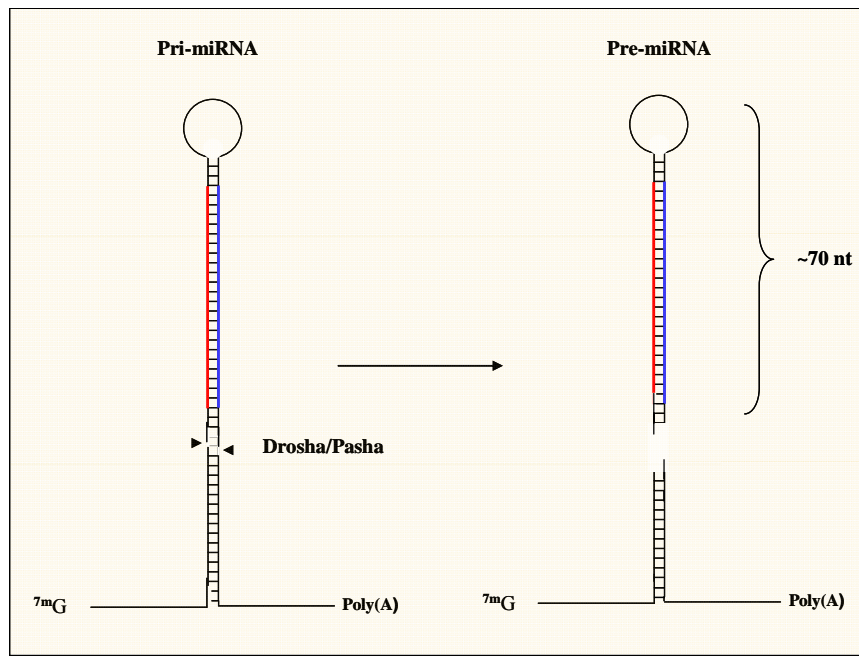 Pri-miRNA
Pre-miRNA
~70 nt
Drosha/Pasha
7mG
Poly(A)
7mG
Poly(A)